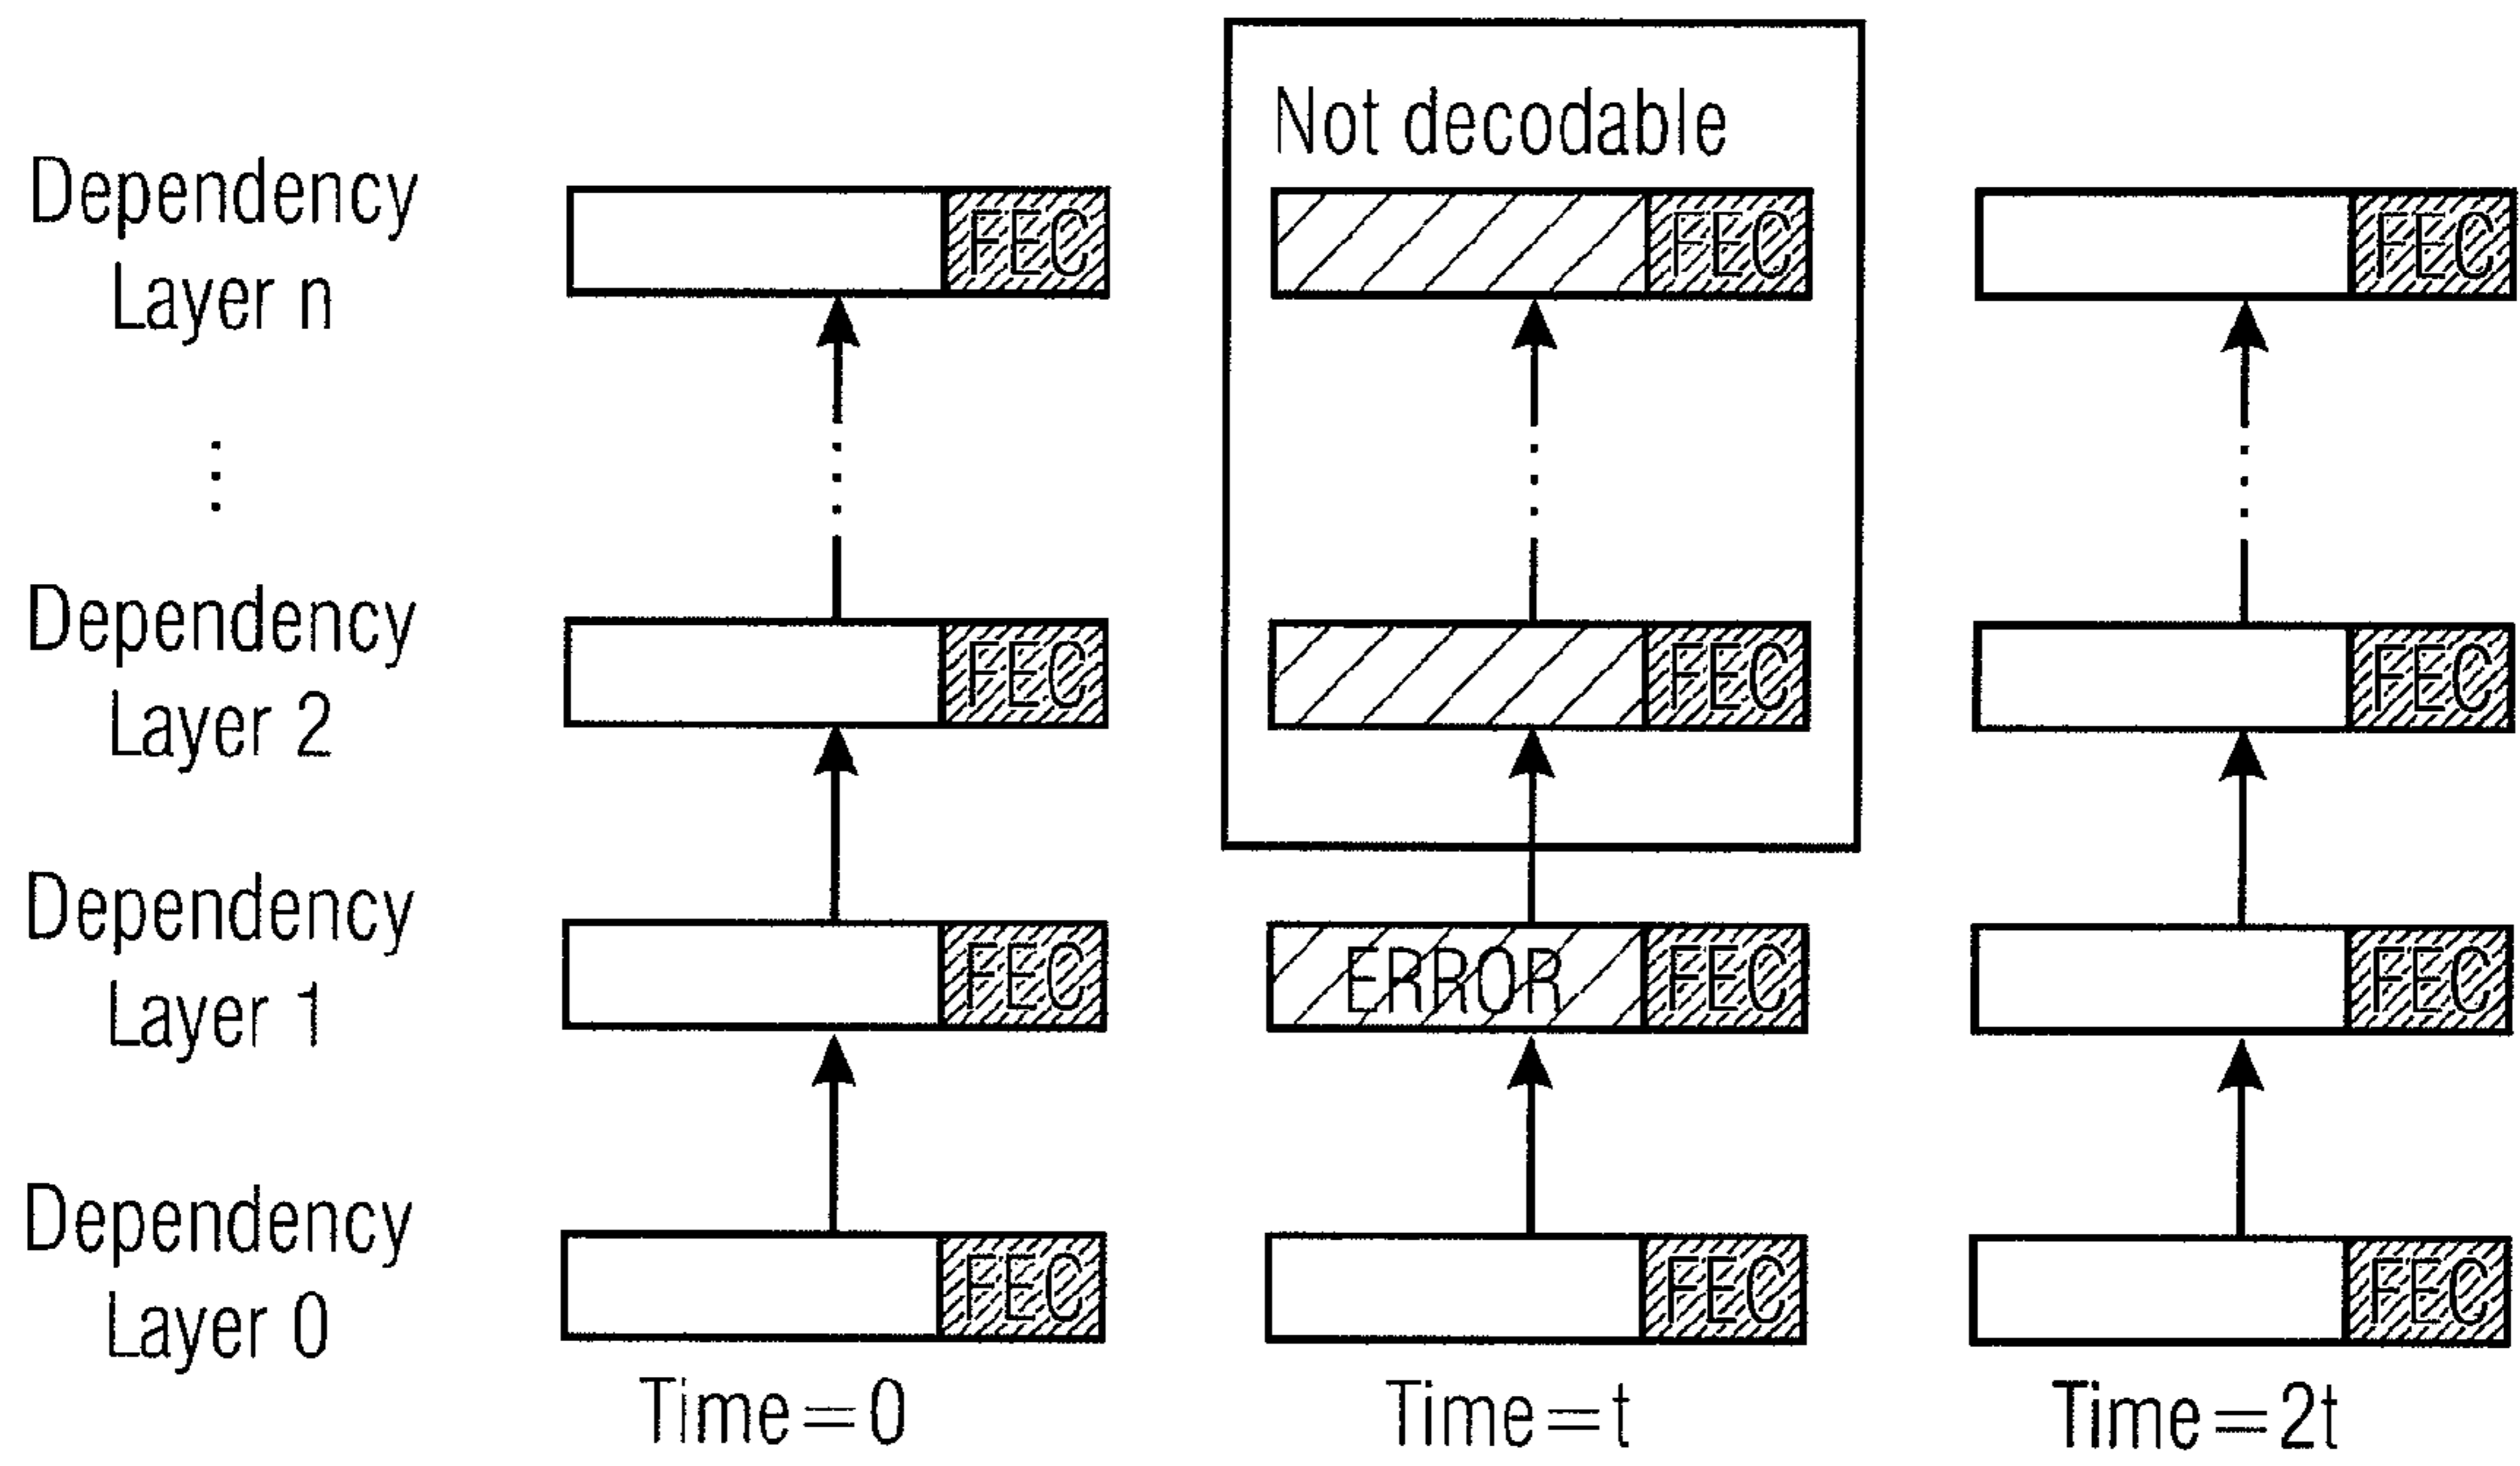 Not decodable
Dependency
Layer n
FEC
FEC
FEC
⋮
Dependency
Layer 2
FEC
FEC
FEC
Dependency
Layer 1
FEC
ERROR
FEC
FEC
Dependency
Layer 0
FEC
FEC
FEC
Time=0
Time=t
Time=2t